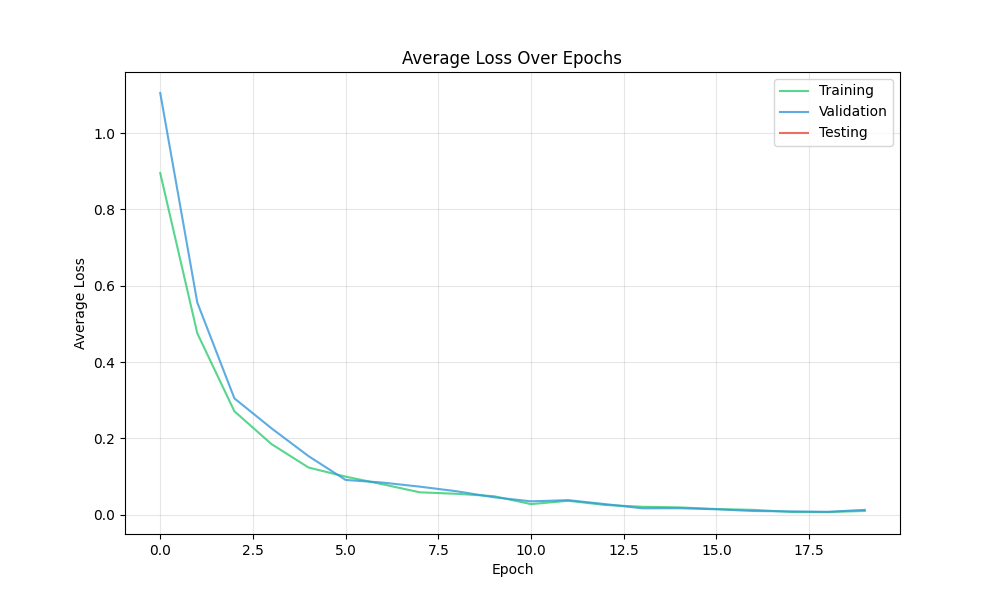 Average Loss Over Epochs
Training
Validation
Testing
1.0
0.8
0.6
0.4
0.2
0.0
Average Loss
0.0 2.5 5.0 7.5 10.0 12.5 15.0 17.5
Epoch